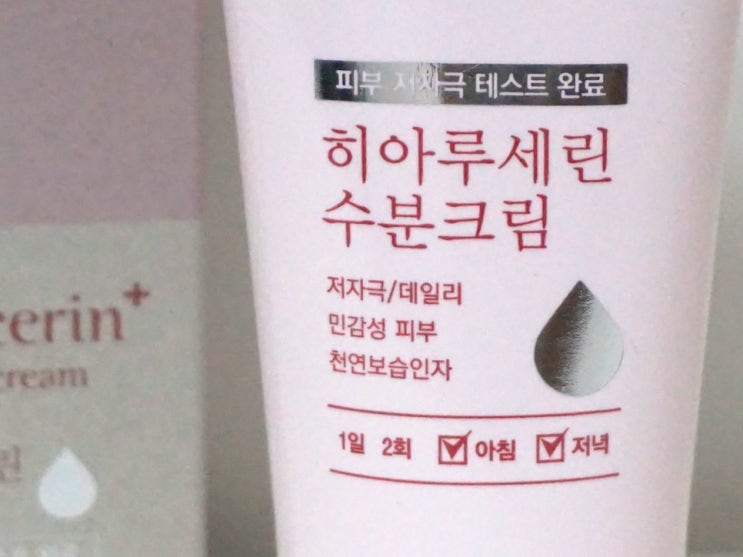 피부 저자극 테스트 완료
히아루세린
수분크림
저자극/데일리
민감성 피부
천연보습인자
1일 2회 아침 저녁
cream